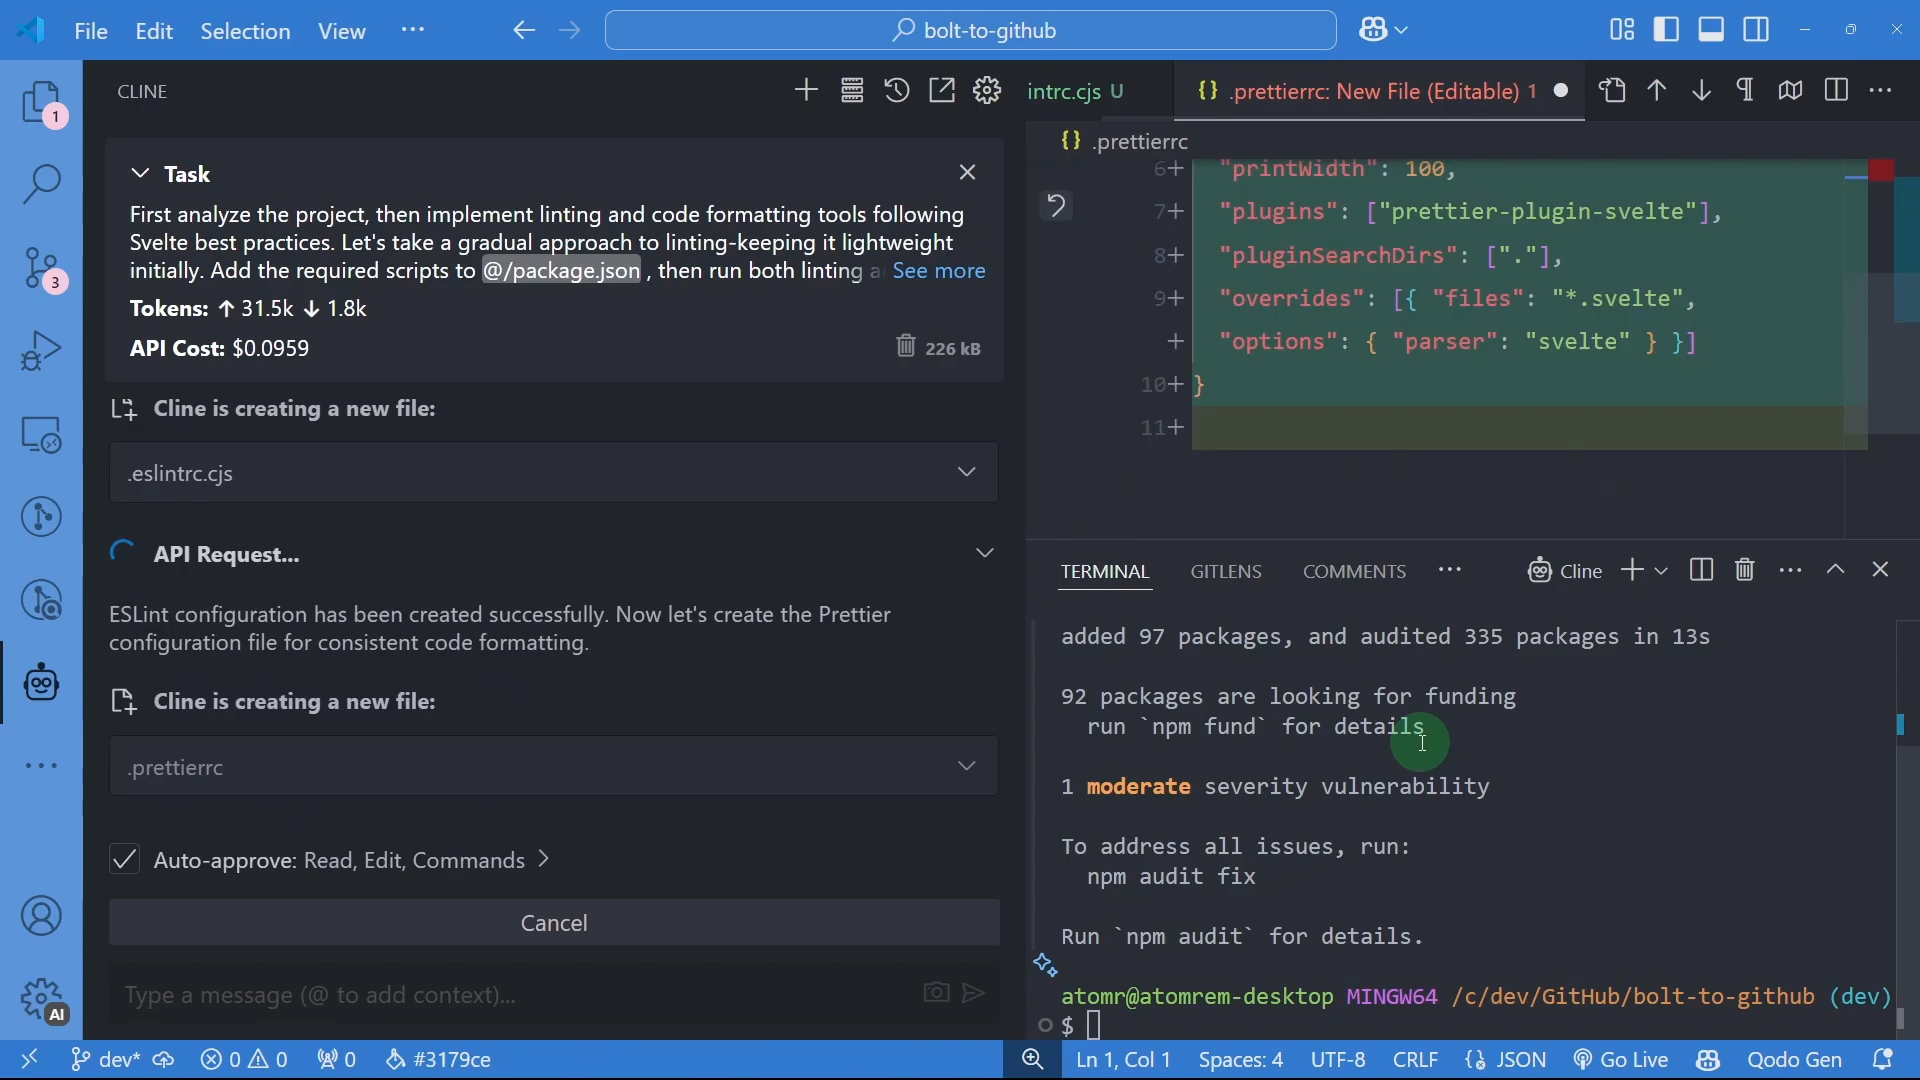 File Edit Selection View ···
bolt-to-github
1
3
AI
CLINE
Task
First analyze the project, then implement linting and code formatting tools following
Svelte best practices. Let's take a gradual approach to linting-keeping it lightweight
initially. Add the required scripts to @/package.json , then run both linting a See more
Tokens: ↑ 31.5k ↓ 1.8k
API Cost: $0.0959
226 kB
Cline is creating a new file:
.eslintrc.cjs
API Request...
ESLint configuration has been created successfully. Now let's create the Prettier
configuration file for consistent code formatting.
Cline is creating a new file:
.prettierrc
Auto-approve: Read, Edit, Commands >
Cancel
Type a message (@ to add context)...
intrc.cjs U
{} .prettierrc: New File (Editable) 1
{} .prettierrc
6+ "printWidth": 100,
7+ "plugins": ["prettier-plugin-svelte"],
8+ "pluginSearchDirs": ["."],
9+ "overrides": [{ "files": "*.svelte",
+ "options": { "parser": "svelte" } }]
10+ }
11+
TERMINAL GITLENS COMMENTS ··· Cline
added 97 packages, and audited 335 packages in 13s
92 packages are looking for funding
run `npm fund` for details
1 moderate severity vulnerability
To address all issues, run:
npm audit fix
Run `npm audit` for details.
atomr@atomrem-desktop MINGW64 /c/dev/GitHub/bolt-to-github (dev)
$
dev* 0 0 0 #3179ce Ln 1, Col 1 Spaces: 4 UTF-8 CRLF {} JSON Go Live Qodo Gen